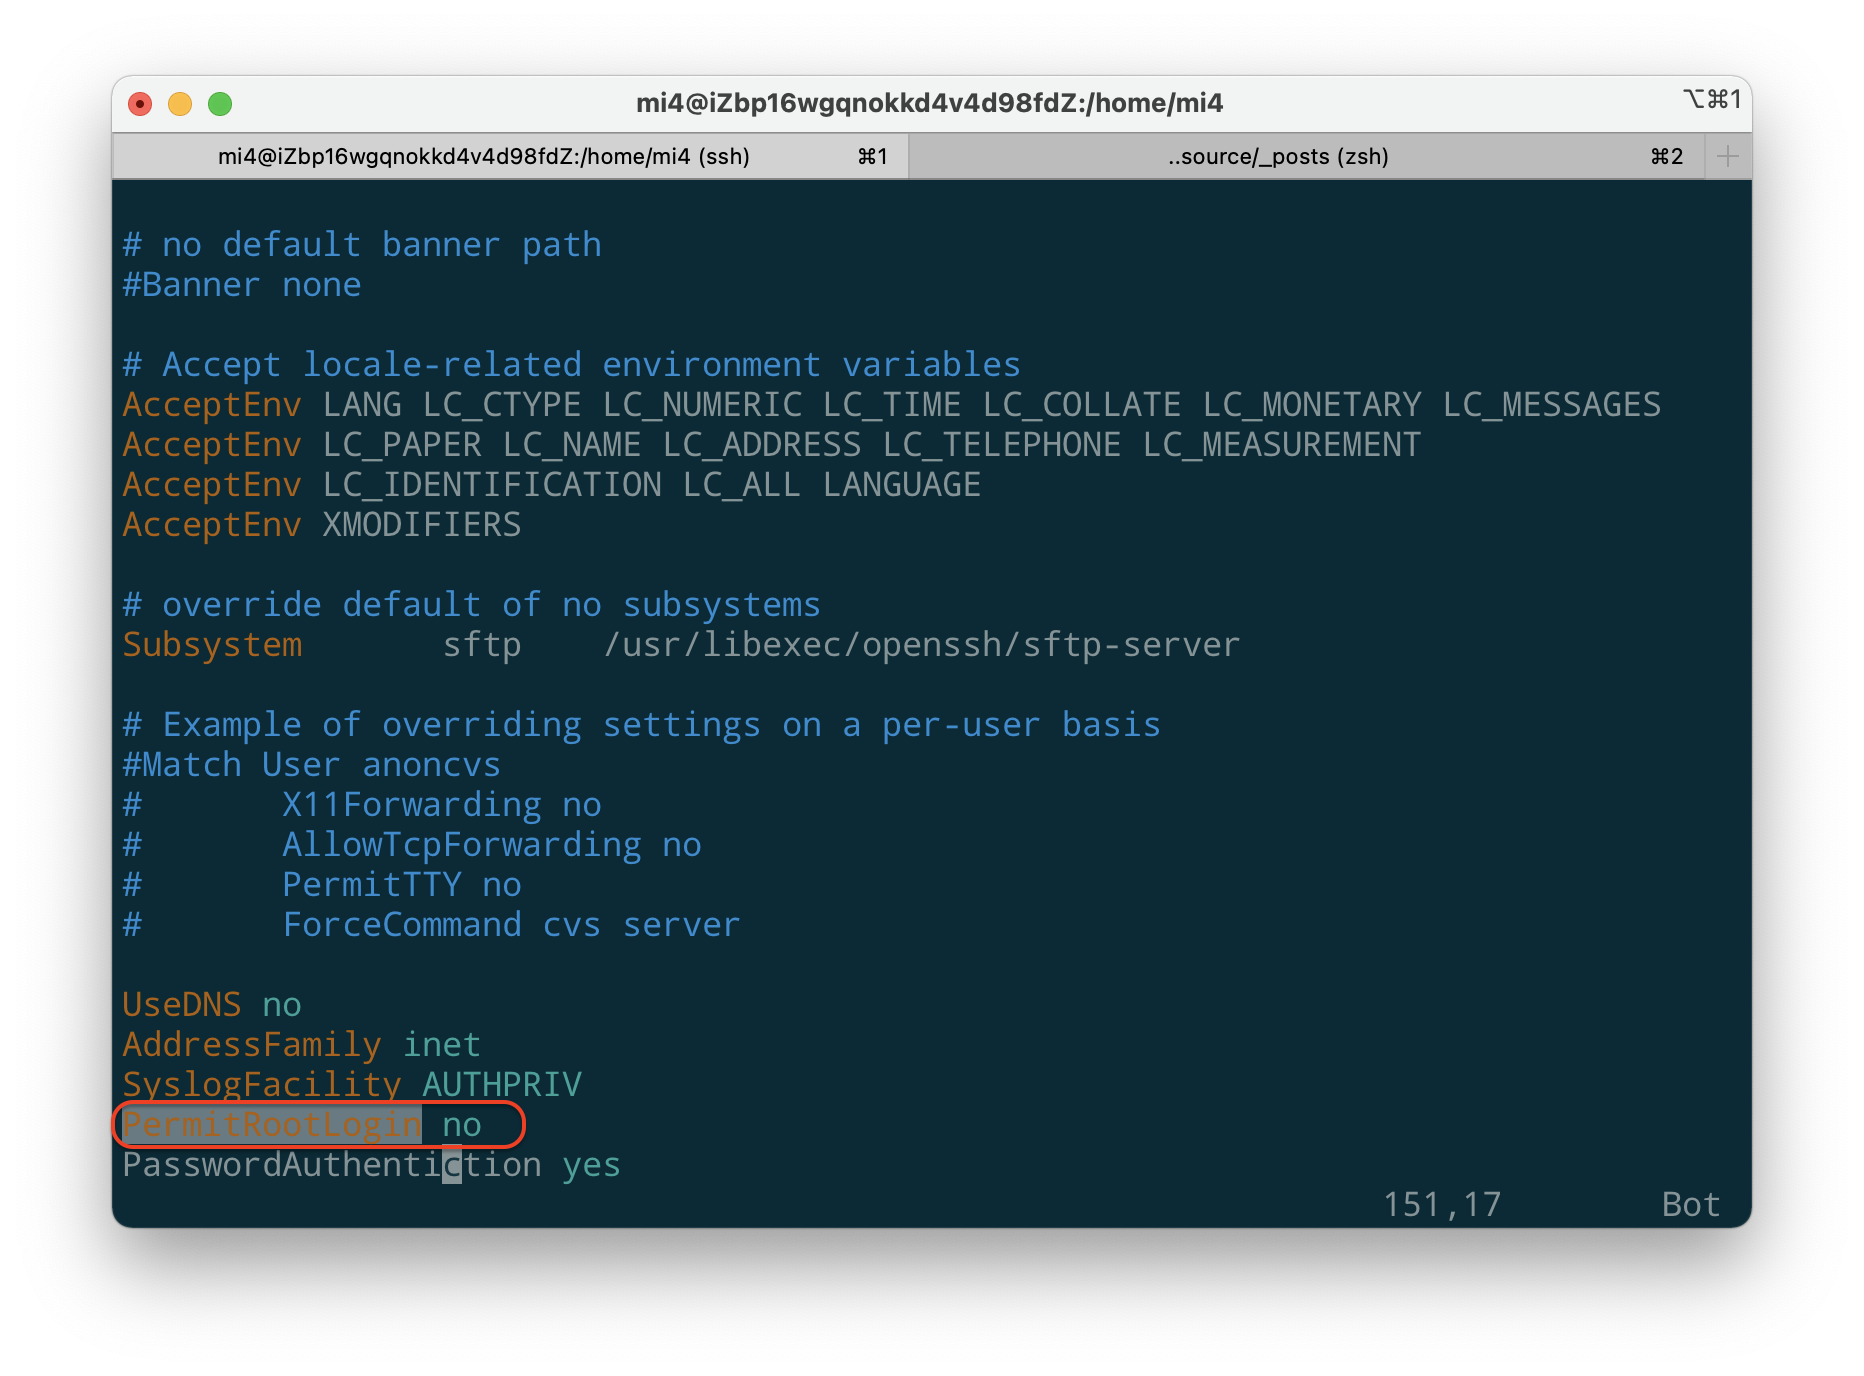 mi4@iZbp16wgqnokkd4v4d98fdZ:/home/mi4
⌥⌘1
mi4@iZbp16wgqnokkd4v4d98fdZ:/home/mi4 (ssh) ⌘1
..source/_posts (zsh) ⌘2
# no default banner path
#Banner none
# Accept locale-related environment variables
AcceptEnv LANG LC_CTYPE LC_NUMERIC LC_TIME LC_COLLATE LC_MONETARY LC_MESSAGES
AcceptEnv LC_PAPER LC_NAME LC_ADDRESS LC_TELEPHONE LC_MEASUREMENT
AcceptEnv LC_IDENTIFICATION LC_ALL LANGUAGE
AcceptEnv XMODIFIERS
# override default of no subsystems
Subsystem sftp /usr/libexec/openssh/sftp-server
# Example of overriding settings on a per-user basis
#Match User anoncvs
# X11Forwarding no
# AllowTcpForwarding no
# PermitTTY no
# ForceCommand cvs server
UseDNS no
AddressFamily inet
SyslogFacility AUTHPRIV
PermitRootLogin no
PasswordAuthentiction yes
151,17 Bot